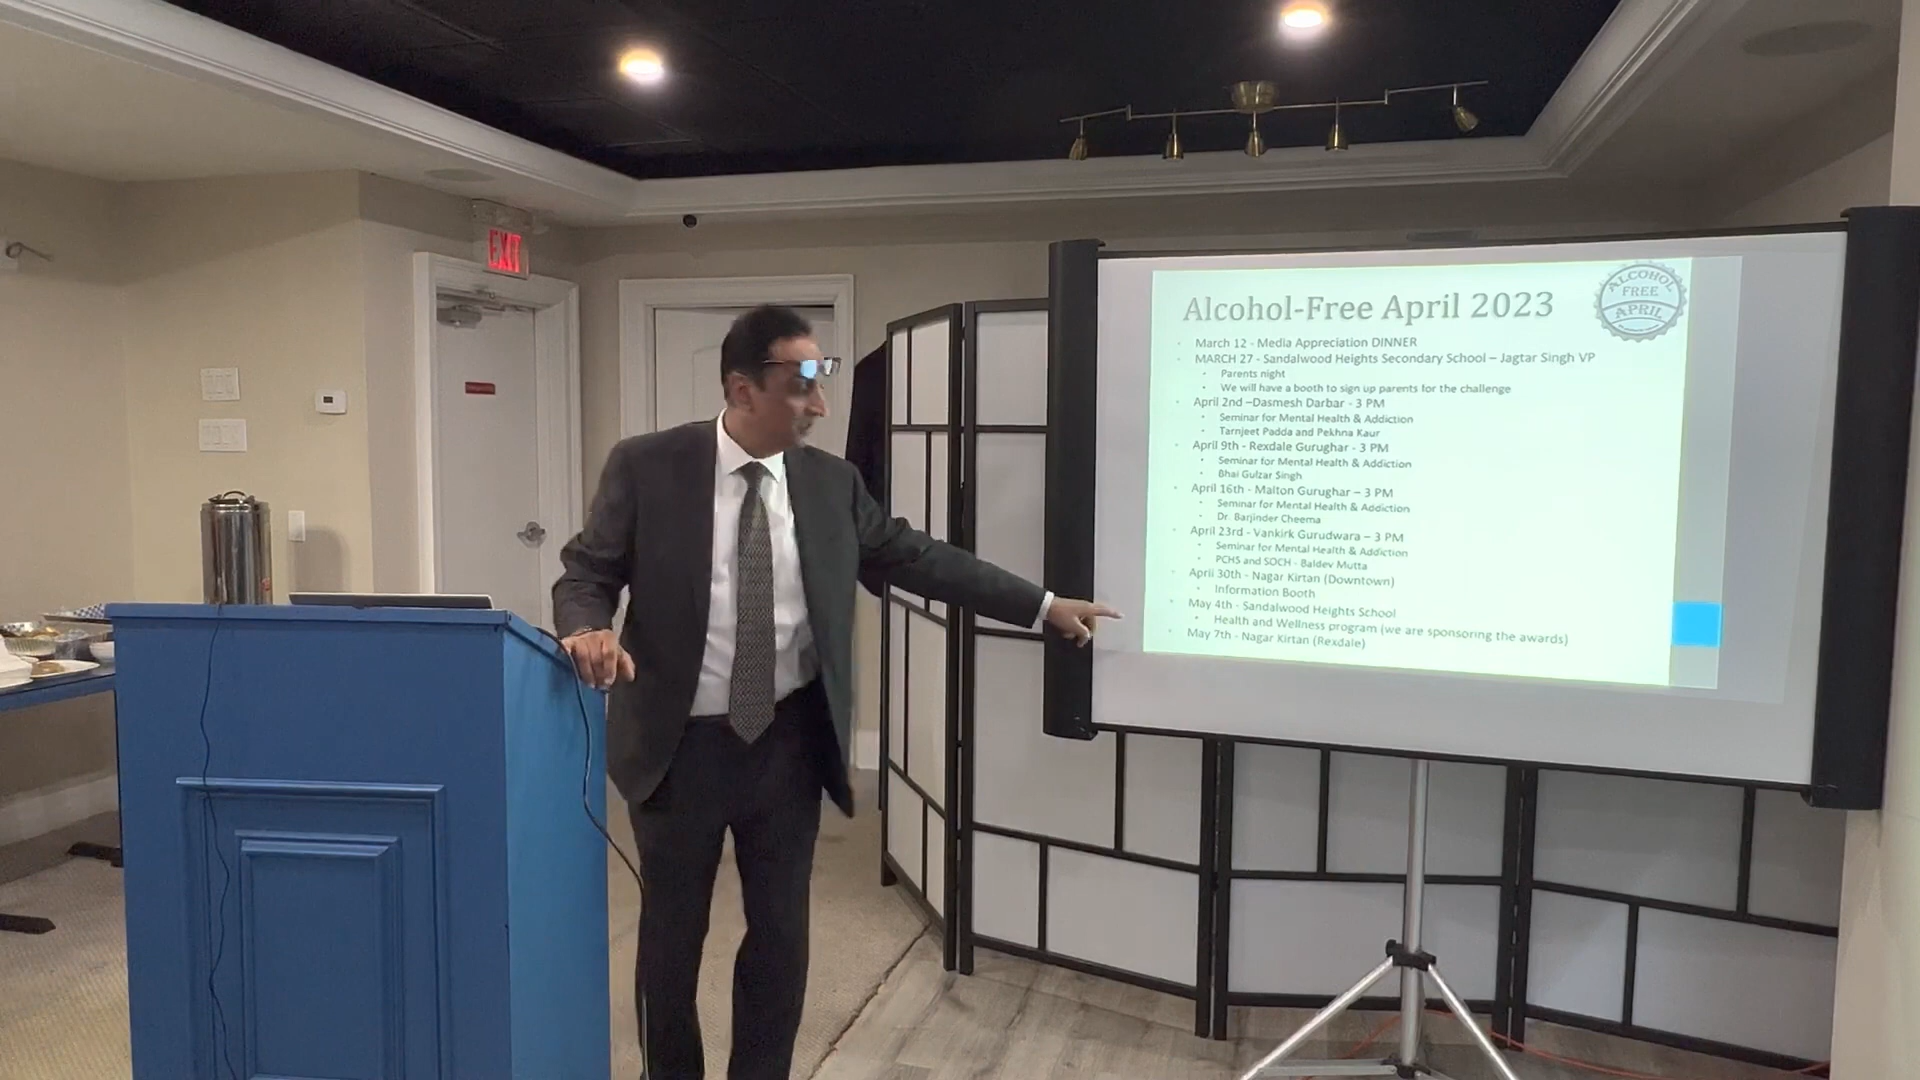 EXIT
Alcohol-Free April 2023
ALCOHOL
FREE
APRIL
March 12 - Media Appreciation DINNER
MARCH 27 - Sandalwood Heights Secondary School – Jagtar Singh VP
Parents night
We will have a booth to sign up parents for the challenge
April 2nd –Dasmesh Darbar - 3 PM
Seminar for Mental Health & Addiction
Tarnjeet Padda and Pekhna Kaur
April 9th - Rexdale Gurughar - 3 PM
Seminar for Mental Health & Addiction
Bhai Gulzar Singh
April 16th - Malton Gurughar – 3 PM
Seminar for Mental Health & Addiction
Dr. Barjinder Cheema
April 23rd - Vankirk Gurudwara – 3 PM
Seminar for Mental Health & Addiction
PCHS and SOCH - Baldev Mutta
April 30th - Nagar Kirtan (Downtown)
Information Booth
May 4th - Sandalwood Heights School
Health and Wellness program (we are sponsoring the awards)
May 7th - Nagar Kirtan (Rexdale)